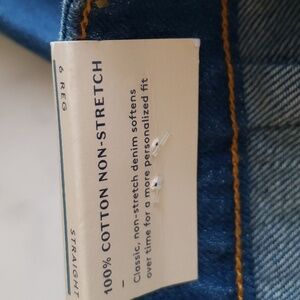 6 REG
STRAIGHT
100% COTTON NON-STRETCH
Classic, non-stretch denim softens
over time for a more personalized fit